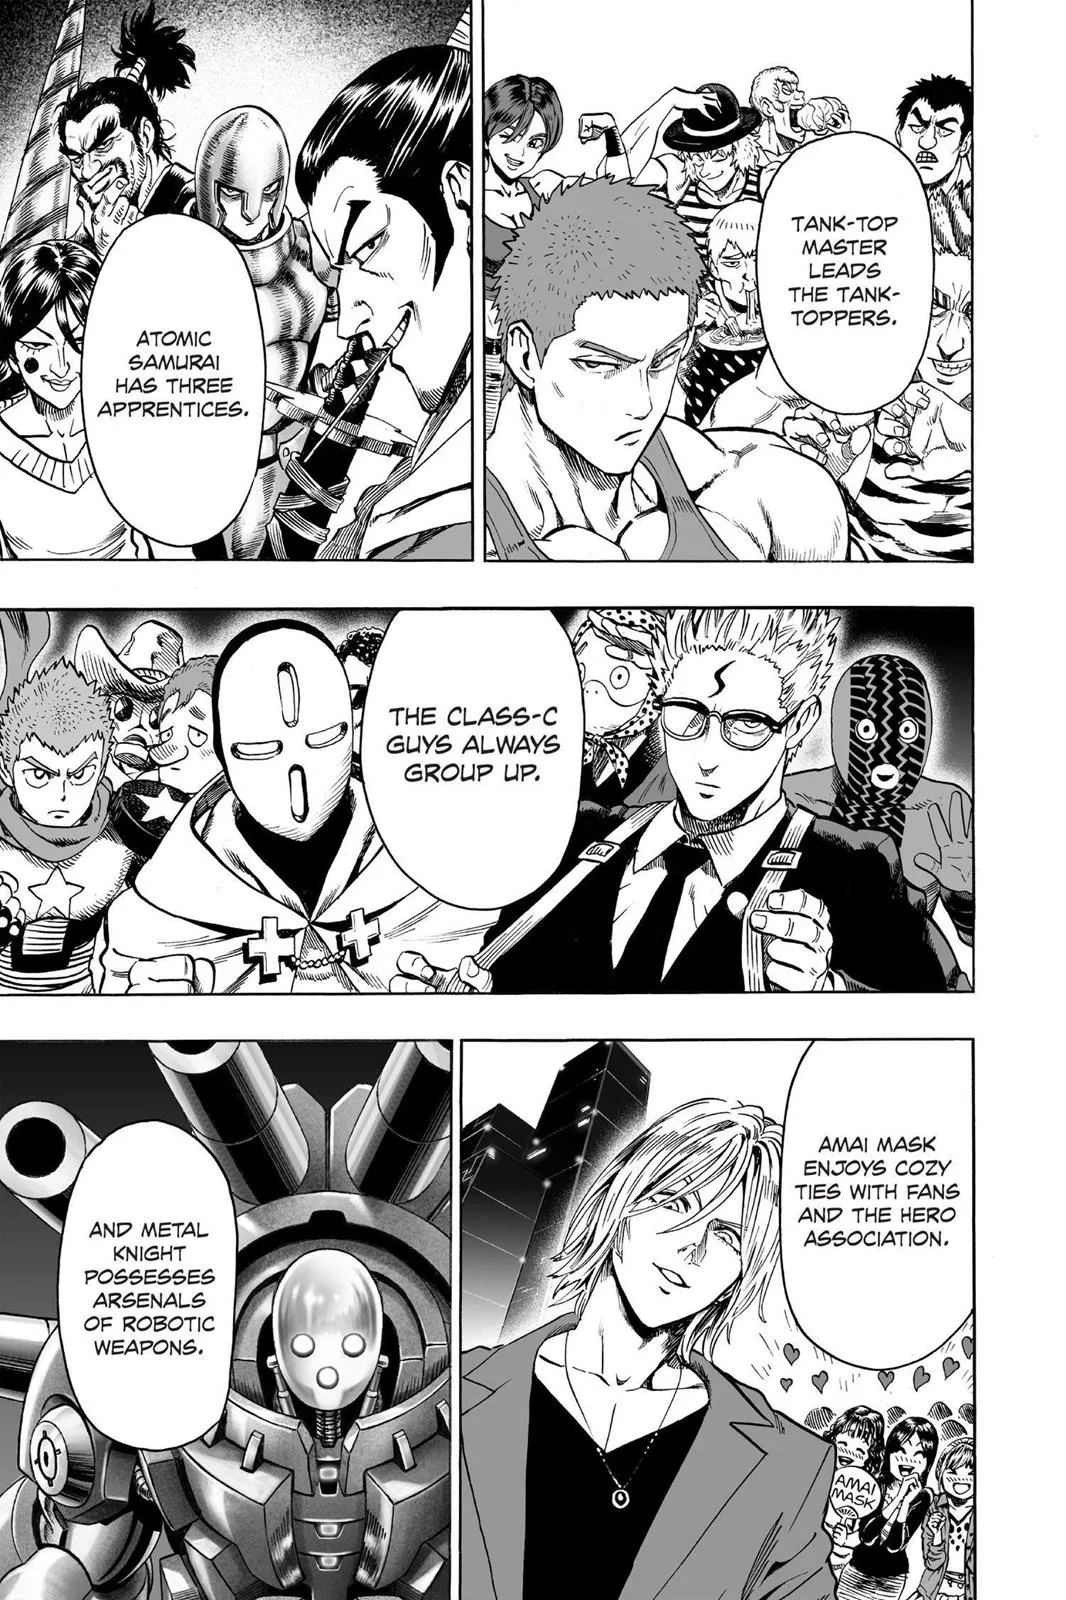 TANK-TOP
MASTER
LEADS
THE TANK-
TOPPERS.
ATOMIC
SAMURAI
HAS THREE
APPRENTICES.
THE CLASS-C
GUYS ALWAYS
GROUP UP.
AMAI MASK
ENJOYS COZY
TIES WITH FANS
AND THE HERO
ASSOCIATION.
AMAI
MASK
AND METAL
KNIGHT
POSSESSES
ARSENALS
OF ROBOTIC
WEAPONS.